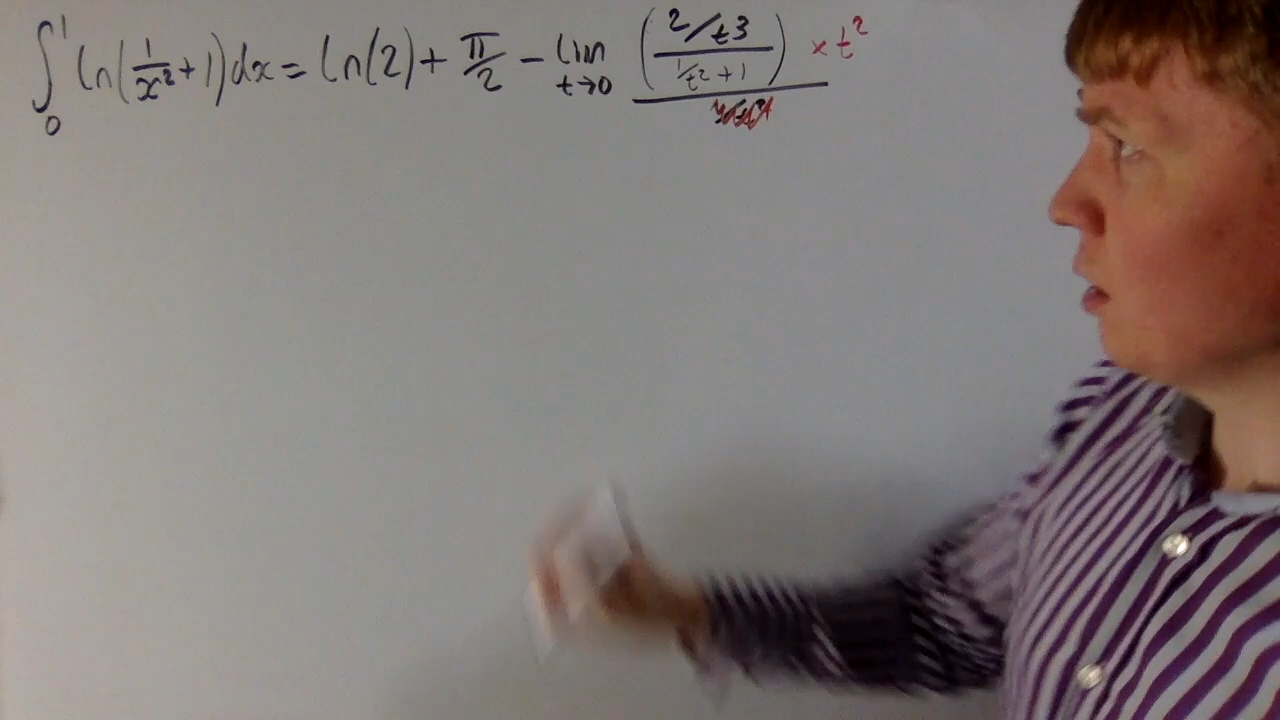 ∫₀¹ ln(1/x² + 1)dx = ln(2) + π/2 − lim t→0 ((2/t3)/(1/t² + 1)) × t²